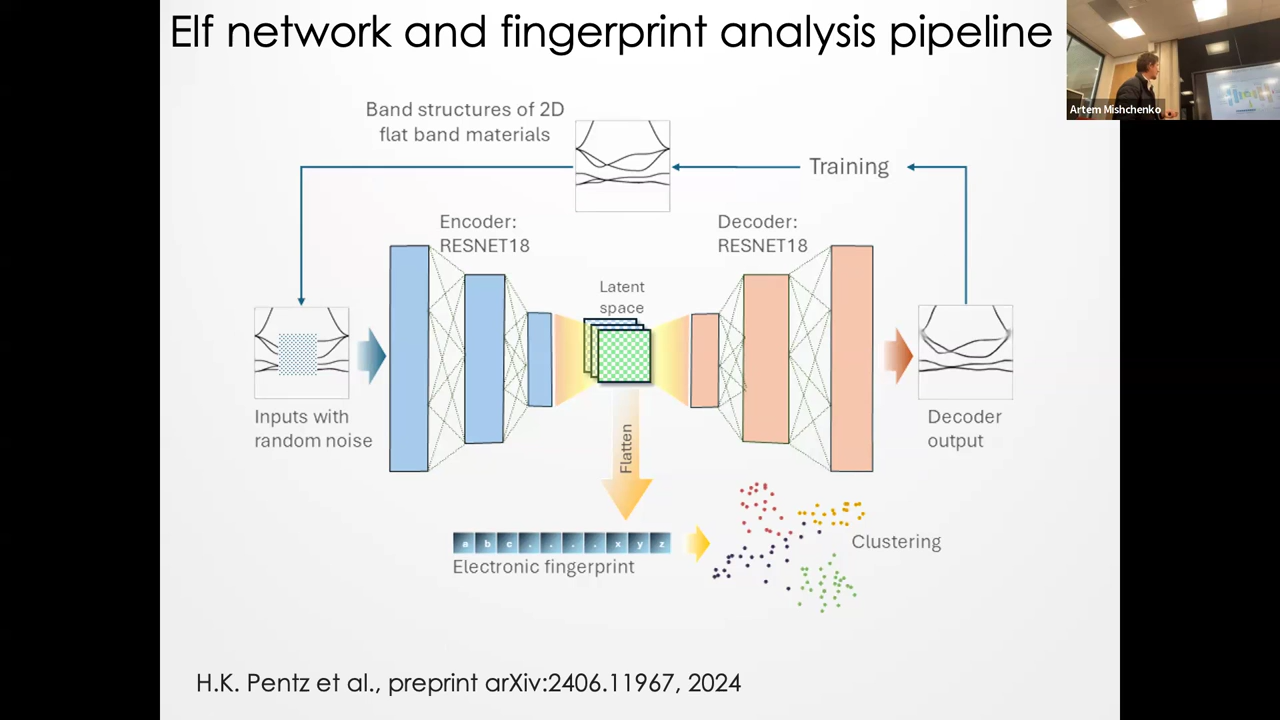 Elf network and fingerprint analysis pipeline
Artem Mishchenko
Band structures of 2D
flat band materials
Training
Encoder:
RESNET18
Decoder:
RESNET18
Latent
space
Inputs with
random noise
Decoder
output
Flatten
a b c . . . . x y z
Electronic fingerprint
Clustering
H.K. Pentz et al., preprint arXiv:2406.11967, 2024